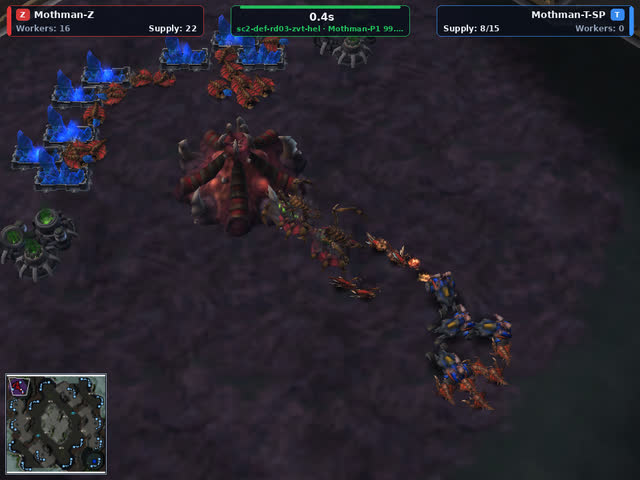 Z Mothman-Z
Workers: 16 Supply: 22
0.4s
sc2-def-rd03-zvt-hel · Mothman-P1 99....
Mothman-T-SP T
Supply: 8/15 Workers: 0